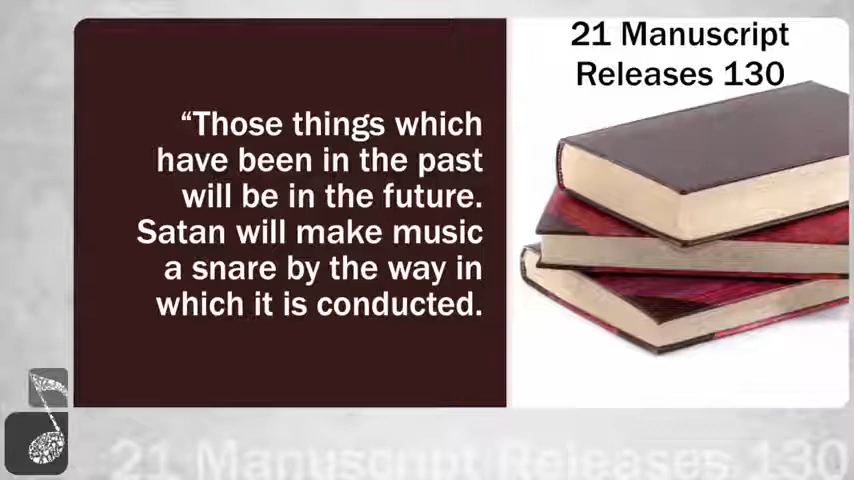 21 Manuscript
Releases 130
“Those things which
have been in the past
will be in the future.
Satan will make music
a snare by the way in
which it is conducted.
21 Manuscript Releases 130